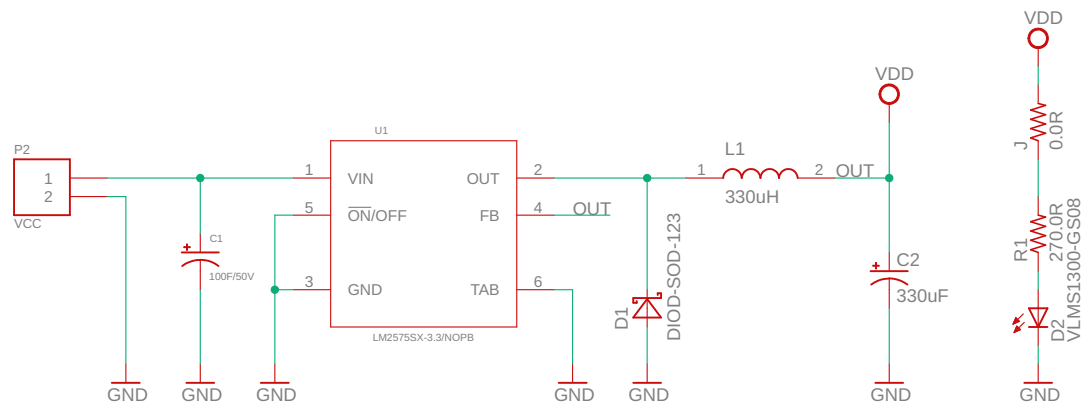 P2
1
2
VCC
C1
100F/50V
U1
1 VIN
5 ON/OFF
3 GND
OUT 2
FB 4
TAB 6
LM2575SX-3.3/NOPB
OUT
D1
DIOD-SOD-123
L1
1 2
330uH
OUT
VDD
C2
330uF
VDD
J
0.0R
R1
270.0R
D2
VLMS1300-GS08
GND
GND
GND
GND
GND
GND
GND